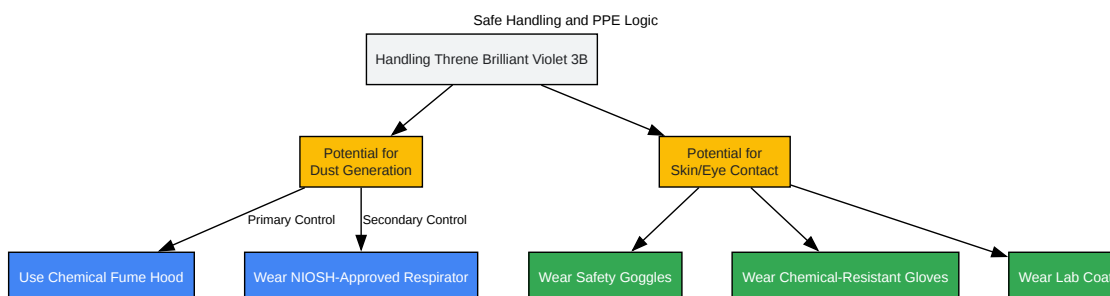 Safe Handling and PPE Logic
Handling Threne Brilliant Violet 3B
Potential for
Dust Generation
Potential for
Skin/Eye Contact
Primary Control
Secondary Control
Use Chemical Fume Hood
Wear NIOSH-Approved Respirator
Wear Safety Goggles
Wear Chemical-Resistant Gloves
Wear Lab Coat